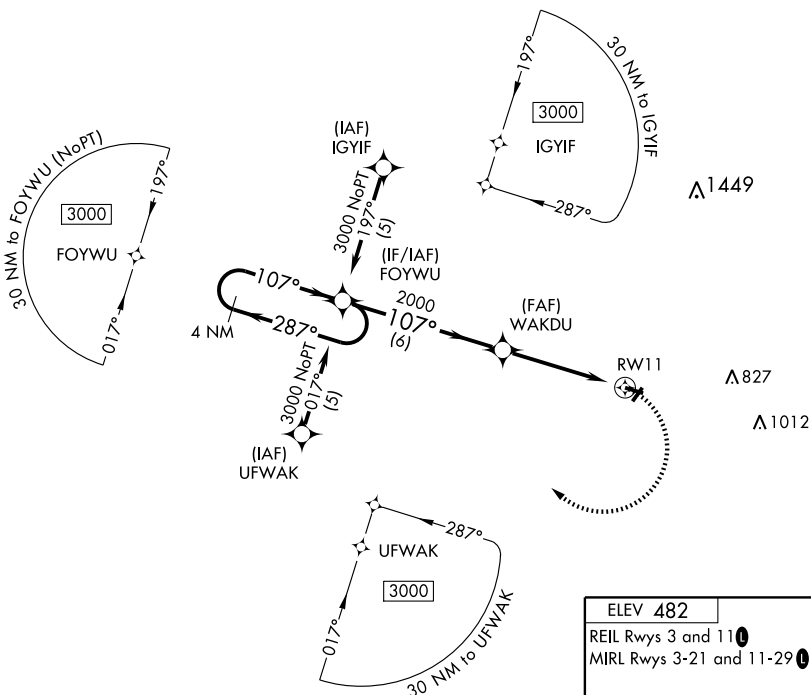 197°
30 NM to IGYIF
3000
IGYIF
287°
1449
30 NM to FOYWU (NoPT)
197°
3000
FOYWU
017°
(IAF)
IGYIF
3000 NoPT
197°
(5)
(IF/IAF)
FOYWU
107°
287°
4 NM
2000
107°
(6)
(FAF)
WAKDU
RW11
827
1012
3000 NoPT
017°
(5)
(IAF)
UFWAK
287°
UFWAK
3000
017°
30 NM to UFWAK
ELEV 482
REIL Rwys 3 and 11 L
MIRL Rwys 3-21 and 11-29 L